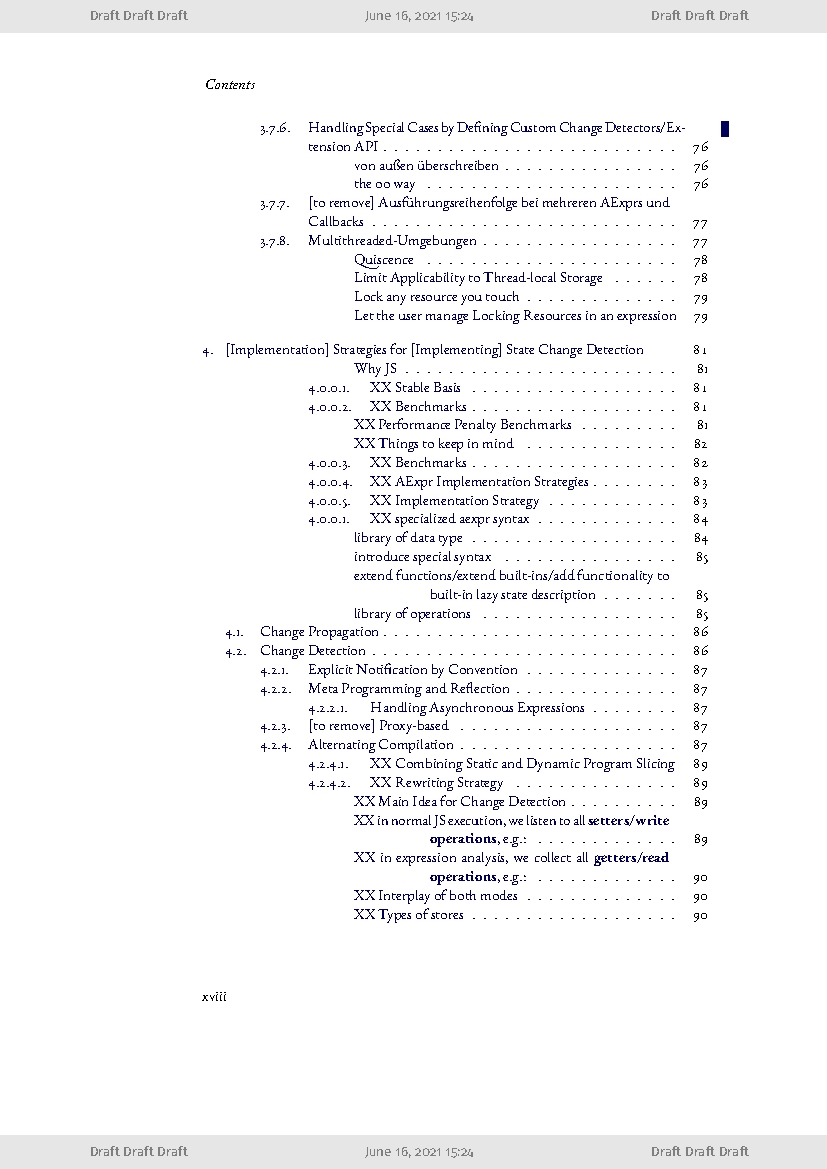 Draft Draft Draft June 16, 2021 15:24 Draft Draft Draft
Contents
3.7.6. Handling Special Cases by Defining Custom Change Detectors/Ex-
tension API . . . . . . . . . . . . . . . . . . . . . . . . . . . 76
von außen überschreiben . . . . . . . . . . . . . . . . 76
the oo way . . . . . . . . . . . . . . . . . . . . . . . 76
3.7.7. [to remove] Ausführungsreihenfolge bei mehreren AExprs und
Callbacks . . . . . . . . . . . . . . . . . . . . . . . . . . . . 77
3.7.8. Multithreaded-Umgebungen . . . . . . . . . . . . . . . . . . 77
Quiscence . . . . . . . . . . . . . . . . . . . . . . . 78
Limit Applicability to Thread-local Storage . . . . . . 78
Lock any resource you touch . . . . . . . . . . . . . . 79
Let the user manage Locking Resources in an expression 79
4. [Implementation] Strategies for [Implementing] State Change Detection 81
Why JS . . . . . . . . . . . . . . . . . . . . . . . . . 81
4.0.0.1. XX Stable Basis . . . . . . . . . . . . . . . . . . . 81
4.0.0.2. XX Benchmarks . . . . . . . . . . . . . . . . . . . 81
XX Performance Penalty Benchmarks . . . . . . . . . 81
XX Things to keep in mind . . . . . . . . . . . . . . 82
4.0.0.3. XX Benchmarks . . . . . . . . . . . . . . . . . . . 82
4.0.0.4. XX AExpr Implementation Strategies . . . . . . . . 83
4.0.0.5. XX Implementation Strategy . . . . . . . . . . . . 83
4.0.0.1. XX specialized aexpr syntax . . . . . . . . . . . . . 84
library of data type . . . . . . . . . . . . . . . . . . . 84
introduce special syntax . . . . . . . . . . . . . . . . 85
extend functions/extend built-ins/add functionality to
built-in lazy state description . . . . . . . 85
library of operations . . . . . . . . . . . . . . . . . . 85
4.1. Change Propagation . . . . . . . . . . . . . . . . . . . . . . . . . . . 86
4.2. Change Detection . . . . . . . . . . . . . . . . . . . . . . . . . . . . 86
4.2.1. Explicit Notification by Convention . . . . . . . . . . . . . . 87
4.2.2. Meta Programming and Reflection . . . . . . . . . . . . . . . 87
4.2.2.1. Handling Asynchronous Expressions . . . . . . . . 87
4.2.3. [to remove] Proxy-based . . . . . . . . . . . . . . . . . . . . 87
4.2.4. Alternating Compilation . . . . . . . . . . . . . . . . . . . . 87
4.2.4.1. XX Combining Static and Dynamic Program Slicing 89
4.2.4.2. XX Rewriting Strategy . . . . . . . . . . . . . . . 89
XX Main Idea for Change Detection . . . . . . . . . . 89
XX in normal JS execution, we listen to all setters/write
operations, e.g.: . . . . . . . . . . . . . 89
XX in expression analysis, we collect all getters/read
operations, e.g.: . . . . . . . . . . . . . 90
XX Interplay of both modes . . . . . . . . . . . . . . 90
XX Types of stores . . . . . . . . . . . . . . . . . . . 90
xviii
Draft Draft Draft June 16, 2021 15:24 Draft Draft Draft